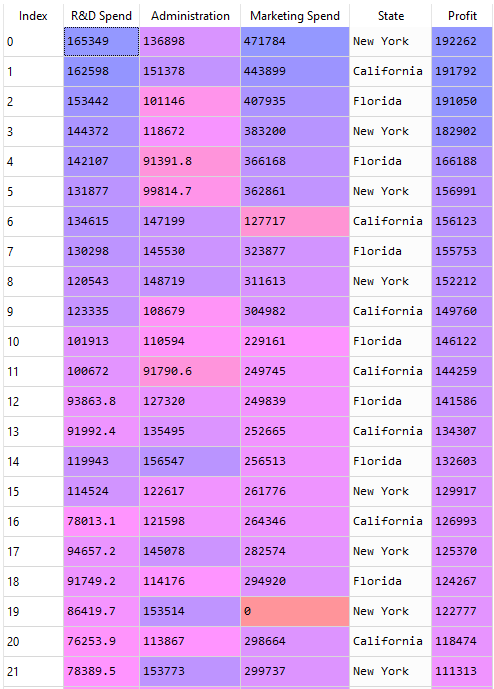 Index R&D Spend Administration Marketing Spend State Profit
0 165349 136898 471784 New York 192262
1 162598 151378 443899 California 191792
2 153442 101146 407935 Florida 191050
3 144372 118672 383200 New York 182902
4 142107 91391.8 366168 Florida 166188
5 131877 99814.7 362861 New York 156991
6 134615 147199 127717 California 156123
7 130298 145530 323877 Florida 155753
8 120543 148719 311613 New York 152212
9 123335 108679 304982 California 149760
10 101913 110594 229161 Florida 146122
11 100672 91790.6 249745 California 144259
12 93863.8 127320 249839 Florida 141586
13 91992.4 135495 252665 California 134307
14 119943 156547 256513 Florida 132603
15 114524 122617 261776 New York 129917
16 78013.1 121598 264346 California 126993
17 94657.2 145078 282574 New York 125370
18 91749.2 114176 294920 Florida 124267
19 86419.7 153514 0 New York 122777
20 76253.9 113867 298664 California 118474
21 78389.5 153773 299737 New York 111313